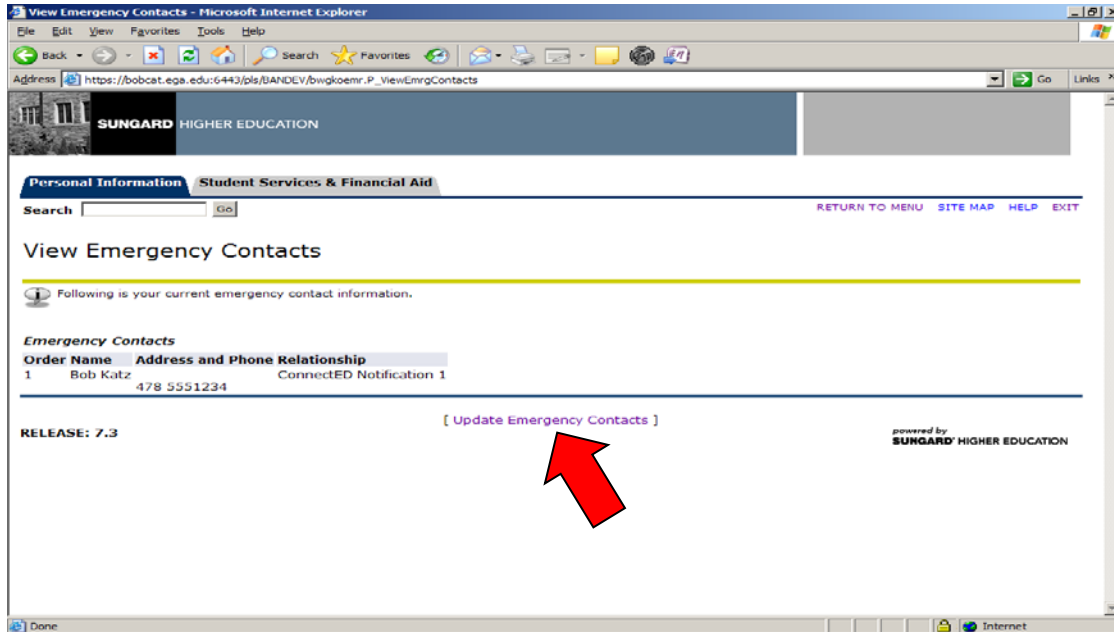 View Emergency Contacts - Microsoft Internet Explorer
File Edit View Favorites Tools Help
Back Search Favorites
Address https://bobcat.ega.edu:6443/pls/BANDEV/bwgkoemr.P_ViewEmrgContacts Go Links »
SUNGARD HIGHER EDUCATION
Personal Information Student Services & Financial Aid
Search Go RETURN TO MENU SITE MAP HELP EXIT
View Emergency Contacts
Following is your current emergency contact information.
Emergency Contacts
Order Name Address and Phone Relationship
1 Bob Katz ConnectED Notification 1
478 5551234
[ Update Emergency Contacts ]
RELEASE: 7.3
powered by
SUNGARD' HIGHER EDUCATION
Done Internet